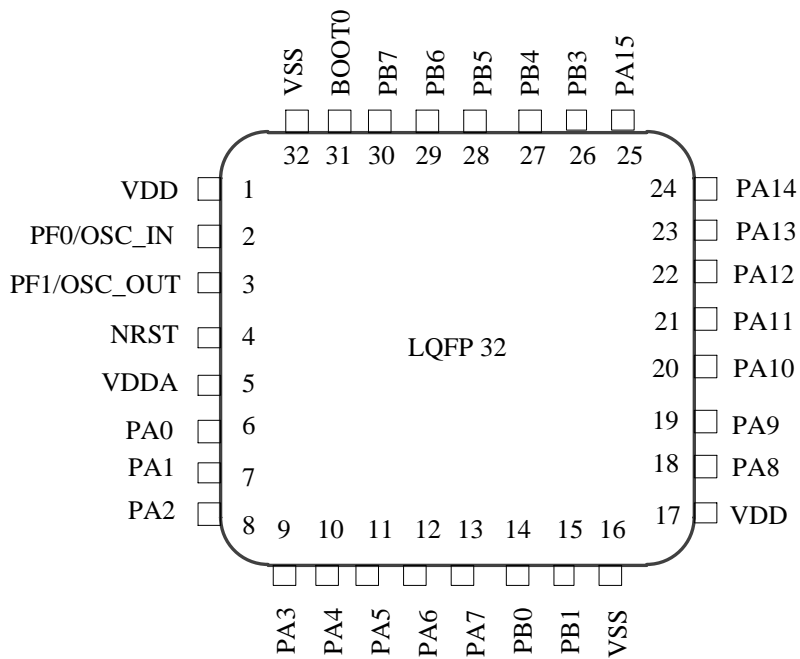 VSS BOOT0 PB7 PB6 PB5 PB4 PB3 PA15
32 31 30 29 28 27 26 25
VDD 1 24 PA14
PF0/OSC_IN 2 23 PA13
PF1/OSC_OUT 3 22 PA12
NRST 4 21 PA11
LQFP 32
VDDA 5 20 PA10
PA0 6 19 PA9
PA1 7 18 PA8
PA2 8 17 VDD
9 10 11 12 13 14 15 16
PA3 PA4 PA5 PA6 PA7 PB0 PB1 VSS